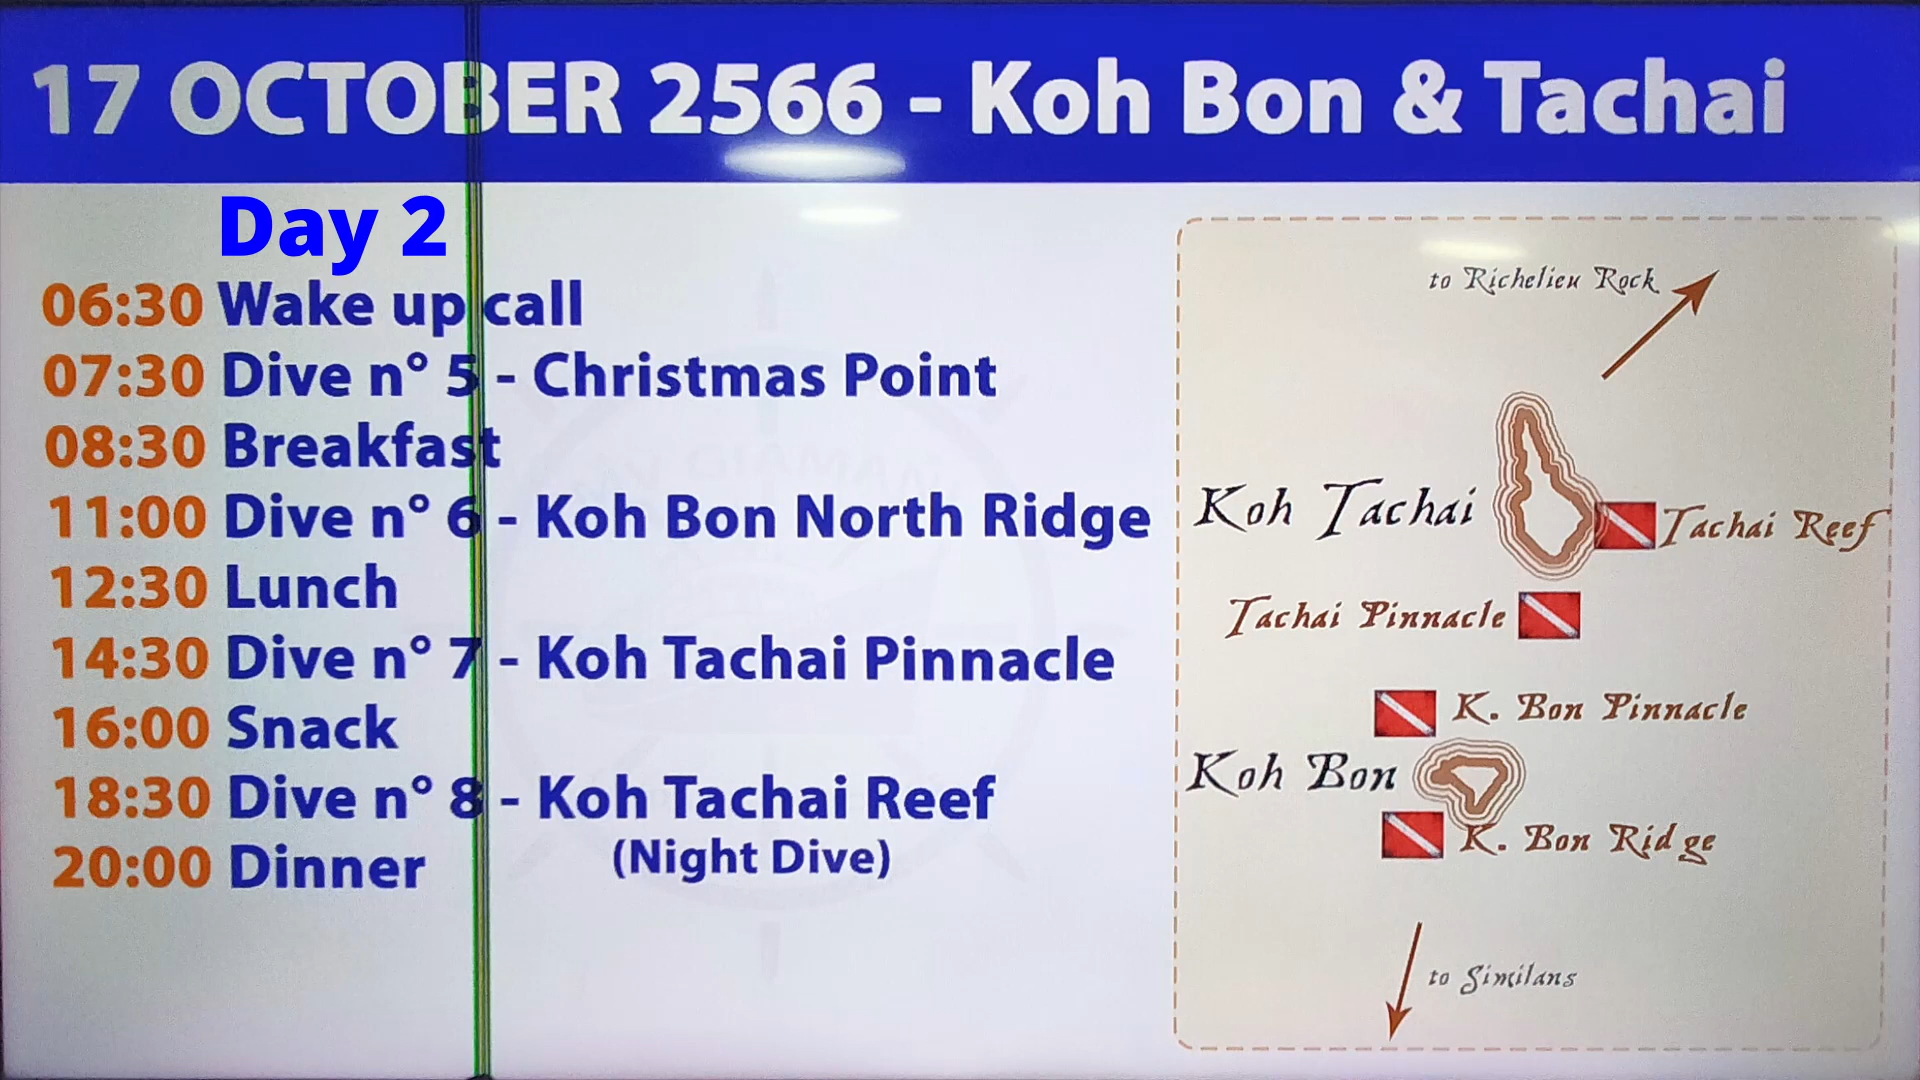 17 OCTOBER 2566 - Koh Bon & Tachai
Day 2
06:30 Wake up call
07:30 Dive n° 5 - Christmas Point
08:30 Breakfast
11:00 Dive n° 6 - Koh Bon North Ridge
12:30 Lunch
14:30 Dive n° 7 - Koh Tachai Pinnacle
16:00 Snack
18:30 Dive n° 8 - Koh Tachai Reef
(Night Dive)
20:00 Dinner
to Richelieu Rock
Koh Tachai
Tachai Reef
Tachai Pinnacle
K. Bon Pinnacle
Koh Bon
K. Bon Ridge
to Similans